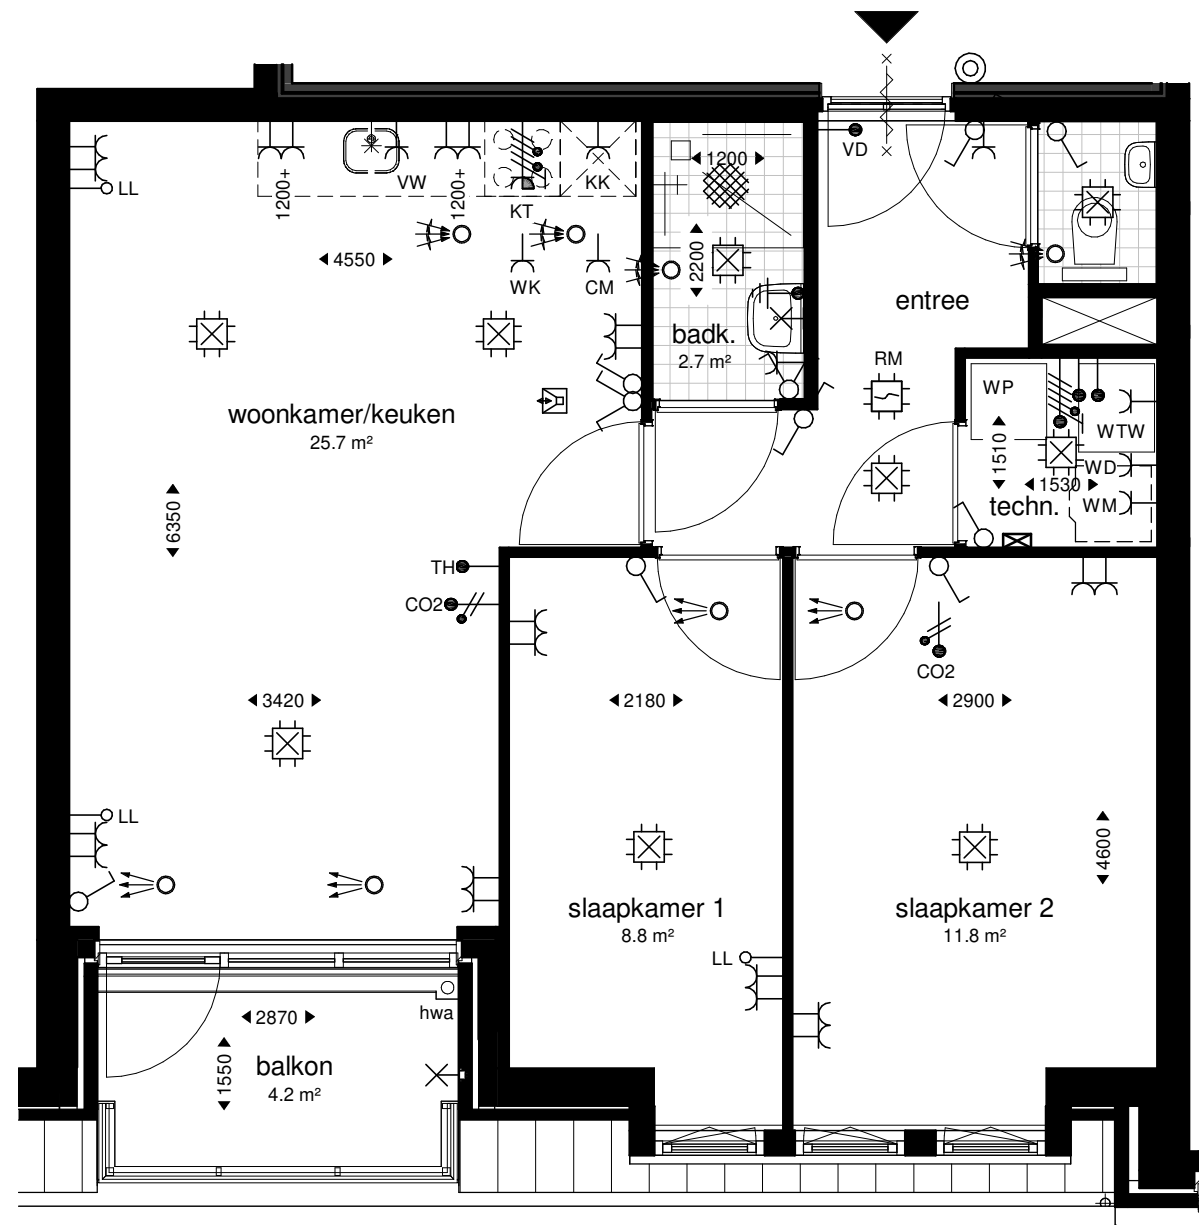 VD
LL
1200+
VW
1200+
KT
KK
1200
4550
WK
CM
2200
entree
badk.
2.7 m²
RM
WP
WTW
1510
WD
1530
WM
techn.
woonkamer/keuken
25.7 m²
6350
TH
CO2
CO2
3420
2180
2900
LL
4600
slaapkamer 1
8.8 m²
slaapkamer 2
11.8 m²
LL
hwa
2870
1550
balkon
4.2 m²